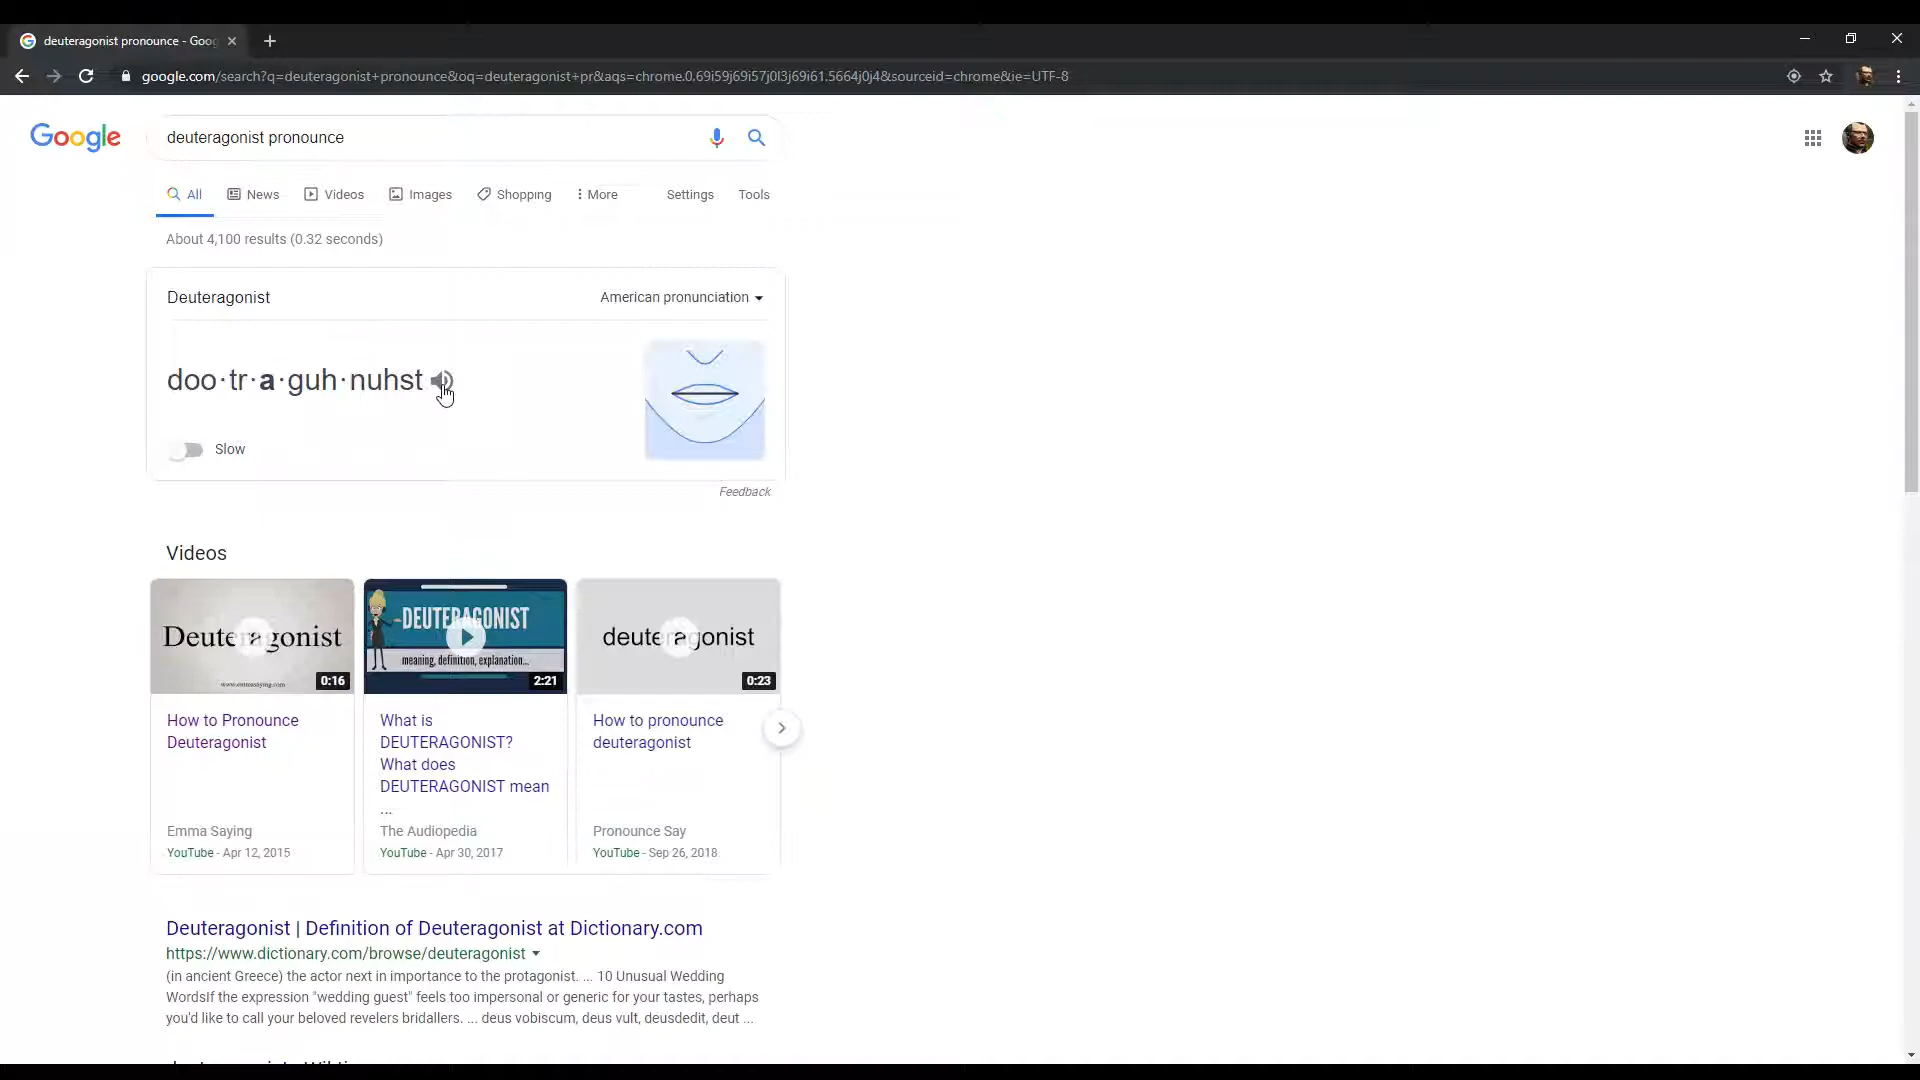 deuteragonist pronounce - Goog
google.com/search?q=deuteragonist+pronounce&oq=deuteragonist+pr&aqs=chrome.0.69i59j69i57j0l3j69i61.5664j0j4&sourceid=chrome&ie=UTF-8
Google
deuteragonist pronounce
All News Videos Images Shopping More Settings Tools
About 4,100 results (0.32 seconds)
Deuteragonist American pronunciation
doo·tr·a·guh·nuhst
Slow
Feedback
Videos
Deuteragonist
www.emmasaying.com
0:16
DEUTERAGONIST
meaning, definition, explanation...
2:21
deuteragonist
0:23
How to Pronounce
Deuteragonist
Emma Saying
YouTube - Apr 12, 2015
What is
DEUTERAGONIST?
What does
DEUTERAGONIST mean
...
The Audiopedia
YouTube - Apr 30, 2017
How to pronounce
deuteragonist
Pronounce Say
YouTube - Sep 26, 2018
Deuteragonist | Definition of Deuteragonist at Dictionary.com
https://www.dictionary.com/browse/deuteragonist
(in ancient Greece) the actor next in importance to the protagonist. ... 10 Unusual Wedding
WordsIf the expression "wedding guest" feels too impersonal or generic for your tastes, perhaps
you'd like to call your beloved revelers bridallers. ... deus vobiscum, deus vult, deusdedit, deut ...